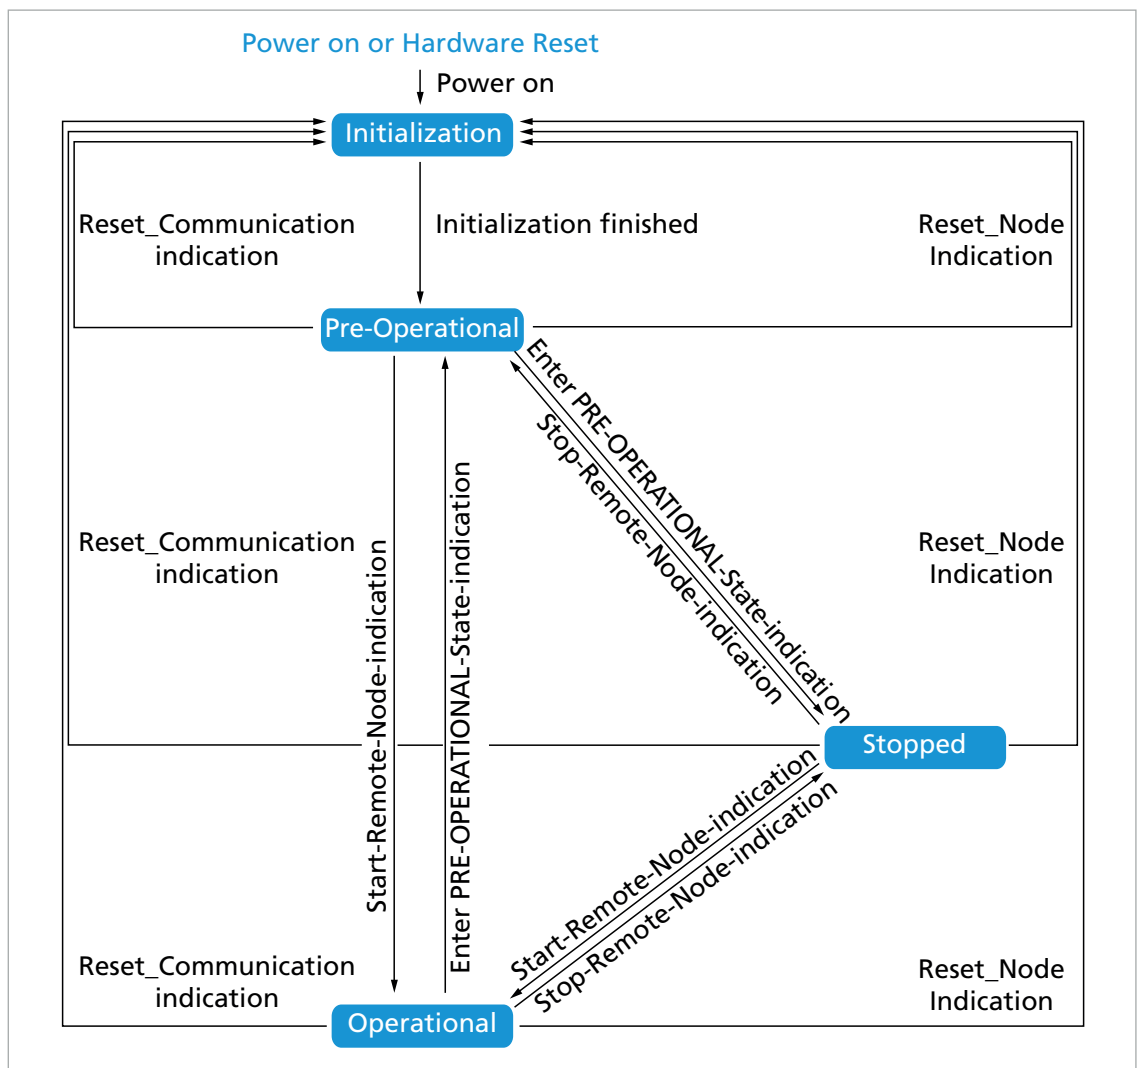 Power on or Hardware Reset
Power on
Initialization
Reset_Communication
indication
Initialization finished
Reset_Node
Indication
Pre-Operational
Enter PRE-OPERATIONAL-State-indication
Stop-Remote-Node-indication
Reset_Communication
indication
Start-Remote-Node-indication
Enter PRE-OPERATIONAL-State-indication
Reset_Node
Indication
Stopped
Start-Remote-Node-indication
Stop-Remote-Node-indication
Reset_Communication
indication
Reset_Node
Indication
Operational